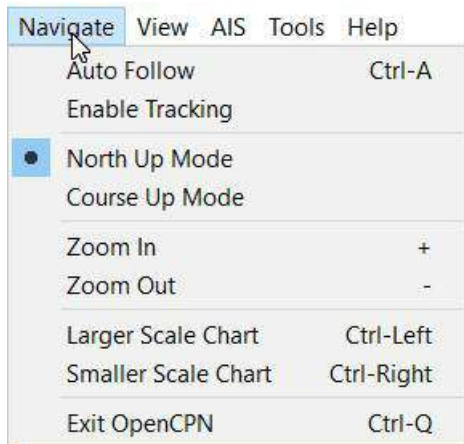 Navigate View AIS Tools Help
Auto Follow Ctrl-A
Enable Tracking
North Up Mode
Course Up Mode
Zoom In +
Zoom Out -
Larger Scale Chart Ctrl-Left
Smaller Scale Chart Ctrl-Right
Exit OpenCPN Ctrl-Q